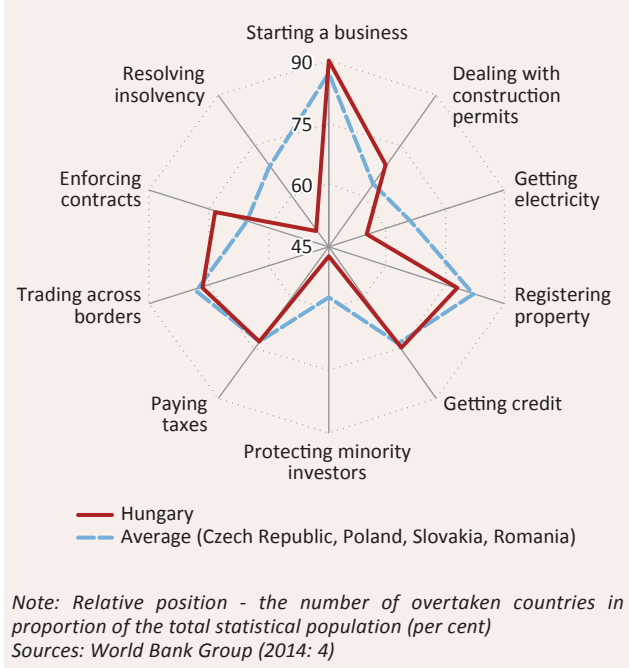 Starting a business
90
Resolving
insolvency
Dealing with
construction
permits
75
Enforcing
contracts
60
Getting
electricity
45
Trading across
borders
Registering
property
Paying
taxes
Getting credit
Protecting minority
investors
Hungary
Average (Czech Republic, Poland, Slovakia, Romania)
Note: Relative position - the number of overtaken countries in
proportion of the total statistical population (per cent)
Sources: World Bank Group (2014: 4)